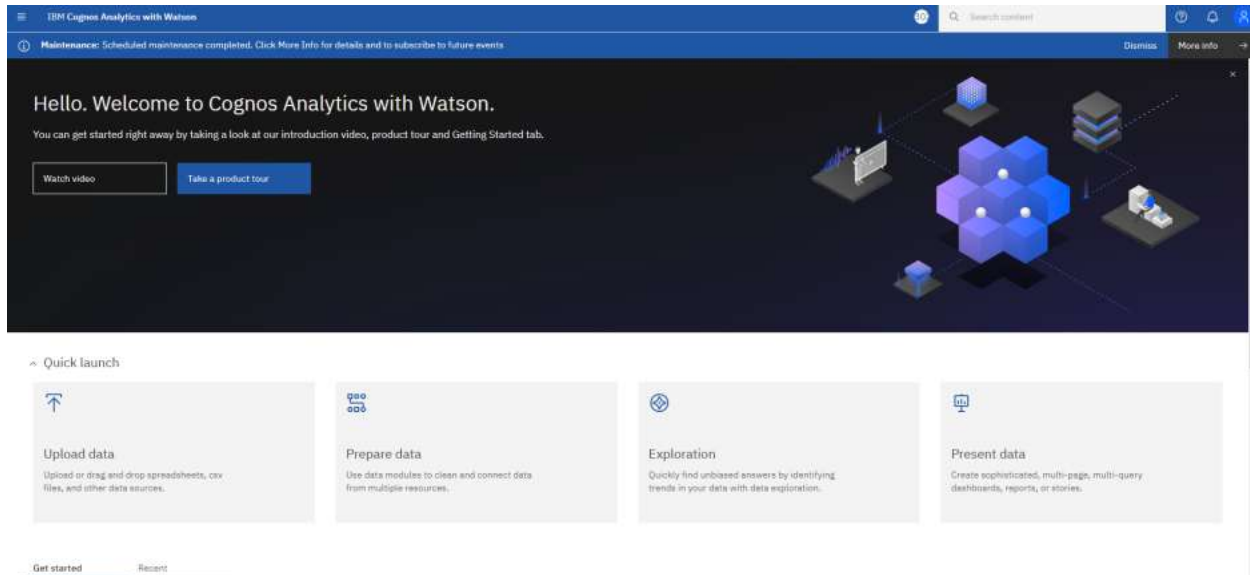 IBM Cognos Analytics with Watson
30
Search content
Maintenance: Scheduled maintenance completed. Click More Info for details and to subscribe to future events
Dismiss
More info
Hello. Welcome to Cognos Analytics with Watson.
You can get started right away by taking a look at our introduction video, product tour and Getting Started tab.
Watch video
Take a product tour
Quick launch
Upload data
Upload or drag and drop spreadsheets, csv
files, and other data sources.
Prepare data
Use data modules to clean and connect data
from multiple resources.
Exploration
Quickly find unbiased answers by identifying
trends in your data with data exploration.
Present data
Create sophisticated, multi-page, multi-query
dashboards, reports, or stories.
Get started
Recent